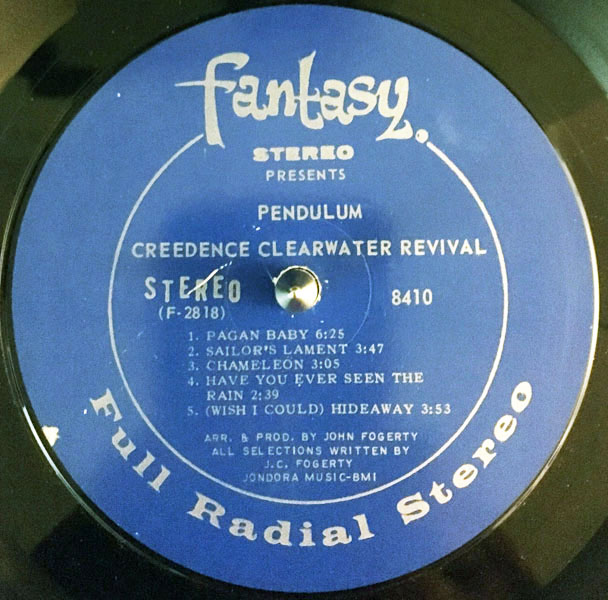 fantasy.
STEREO
PRESENTS
PENDULUM
CREEDENCE CLEARWATER REVIVAL
STEREO
(F-2818)
8410
1. PAGAN BABY 6:25
2. SAILOR'S LAMENT 3:47
3. CHAMELEON 3:05
4. HAVE YOU EVER SEEN THE
RAIN 2:39
5. (WISH I COULD) HIDEAWAY 3:53
ARR. & PROD. BY JOHN FOGERTY
ALL SELECTIONS WRITTEN BY
J.C. FOGERTY
JONDORA MUSIC-BMI
Full Radial Stereo